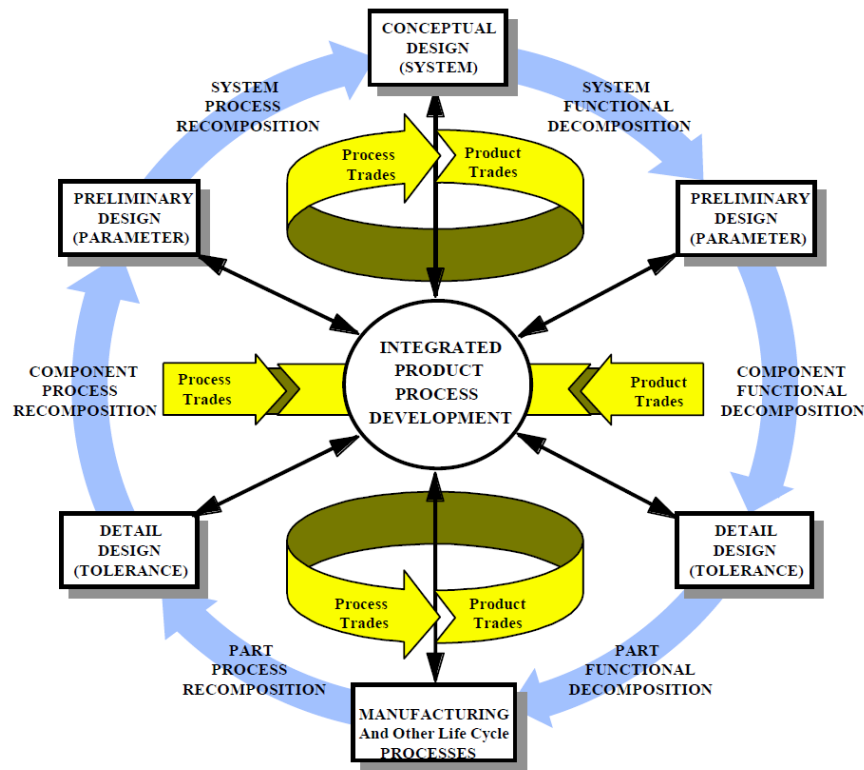 CONCEPTUAL
DESIGN
(SYSTEM)
SYSTEM
PROCESS
RECOMPOSITION
SYSTEM
FUNCTIONAL
DECOMPOSITION
Process
Trades
Product
Trades
PRELIMINARY
DESIGN
(PARAMETER)
PRELIMINARY
DESIGN
(PARAMETER)
INTEGRATED
PRODUCT
PROCESS
DEVELOPMENT
COMPONENT
PROCESS
RECOMPOSITION
Process
Trades
Product
Trades
COMPONENT
FUNCTIONAL
DECOMPOSITION
DETAIL
DESIGN
(TOLERANCE)
DETAIL
DESIGN
(TOLERANCE)
Process
Trades
Product
Trades
PART
PROCESS
RECOMPOSITION
PART
FUNCTIONAL
DECOMPOSITION
MANUFACTURING
And Other Life Cycle
PROCESSES